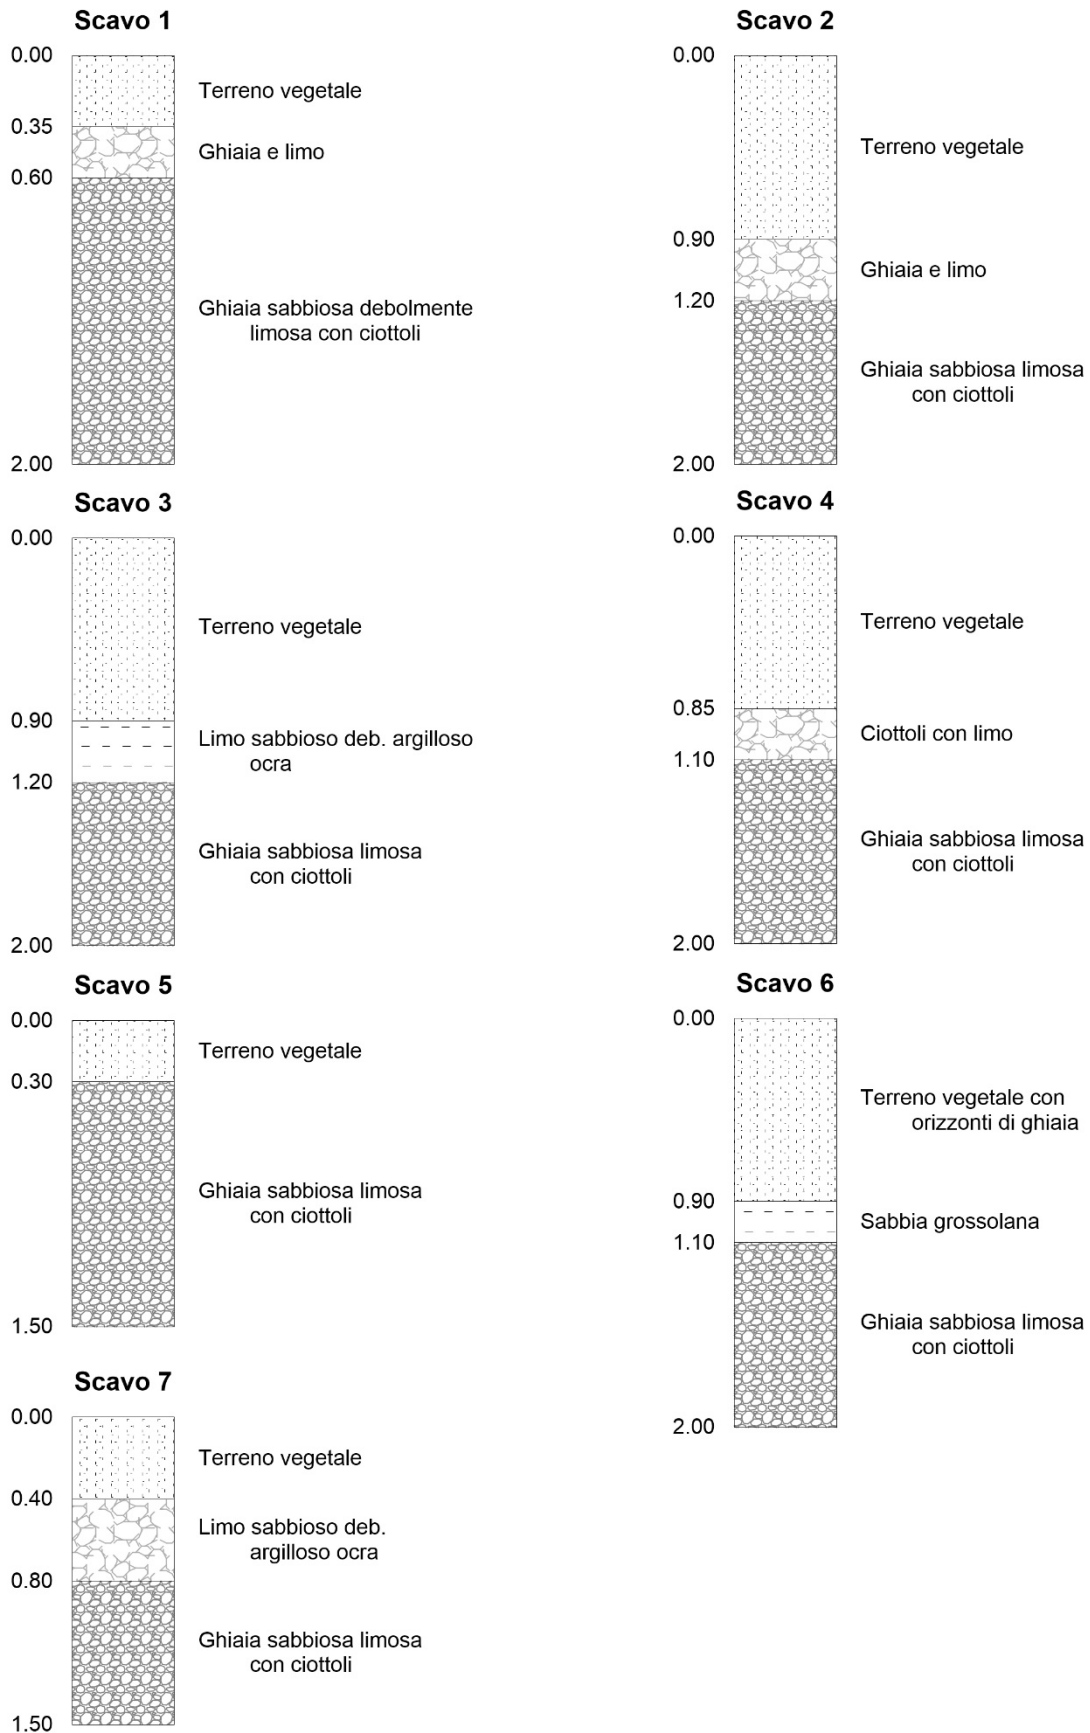 Scavo 1
0.00
Terreno vegetale
0.35
Ghiaia e limo
0.60
Ghiaia sabbiosa debolmente
limosa con ciottoli
2.00
Scavo 2
0.00
Terreno vegetale
0.90
Ghiaia e limo
1.20
Ghiaia sabbiosa limosa
con ciottoli
2.00
Scavo 3
0.00
Terreno vegetale
0.90
Limo sabbioso deb. argilloso
ocra
1.20
Ghiaia sabbiosa limosa
con ciottoli
2.00
Scavo 4
0.00
Terreno vegetale
0.85
Ciottoli con limo
1.10
Ghiaia sabbiosa limosa
con ciottoli
2.00
Scavo 5
0.00
Terreno vegetale
0.30
Ghiaia sabbiosa limosa
con ciottoli
1.50
Scavo 6
0.00
Terreno vegetale con
orizzonti di ghiaia
0.90
Sabbia grossolana
1.10
Ghiaia sabbiosa limosa
con ciottoli
2.00
Scavo 7
0.00
Terreno vegetale
0.40
Limo sabbioso deb.
argilloso ocra
0.80
Ghiaia sabbiosa limosa
con ciottoli
1.50